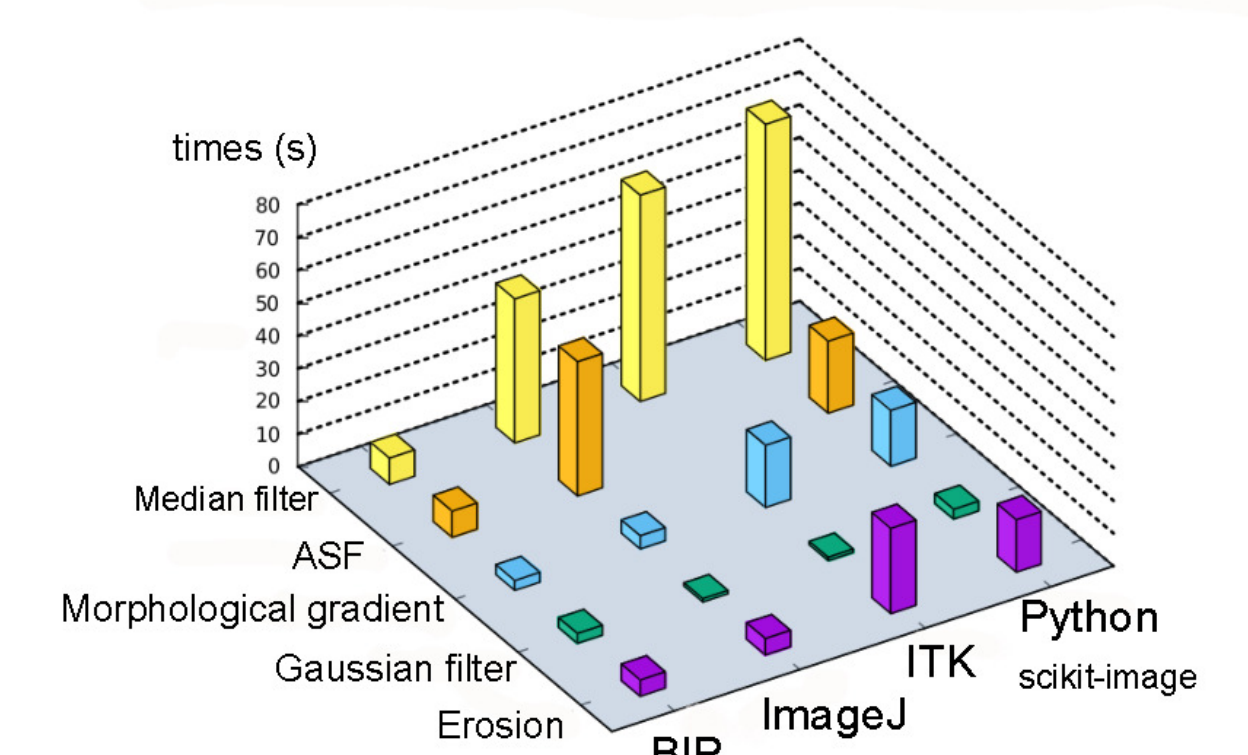 times (s)
80
70
60
50
40
30
20
10
0
Median filter
ASF
Morphological gradient
Gaussian filter
Erosion
Python
scikit-image
ITK
ImageJ